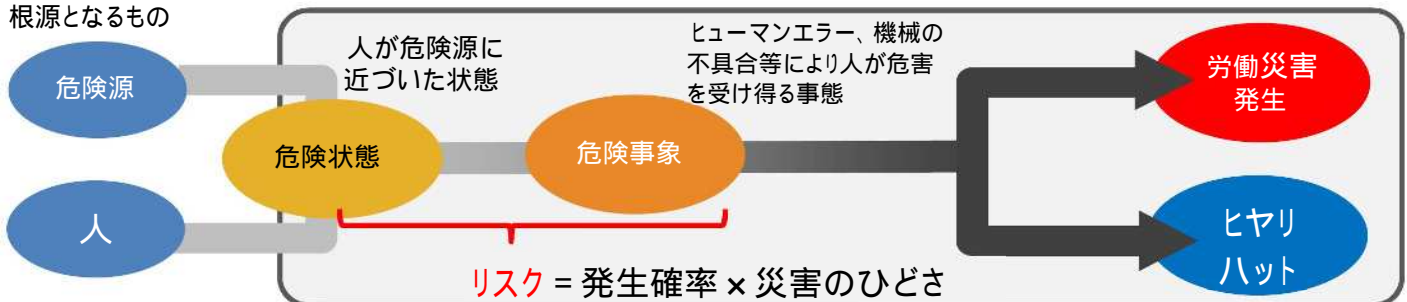 根源となるもの
危険源
人
人が危険源に
近づいた状態
危険状態
ヒューマンエラー、機械の
不具合等により人が危害
を受け得る事態
危険事象
労働災害
発生
ヒヤリ
ハット
リスク = 発生確率 × 災害のひどさ